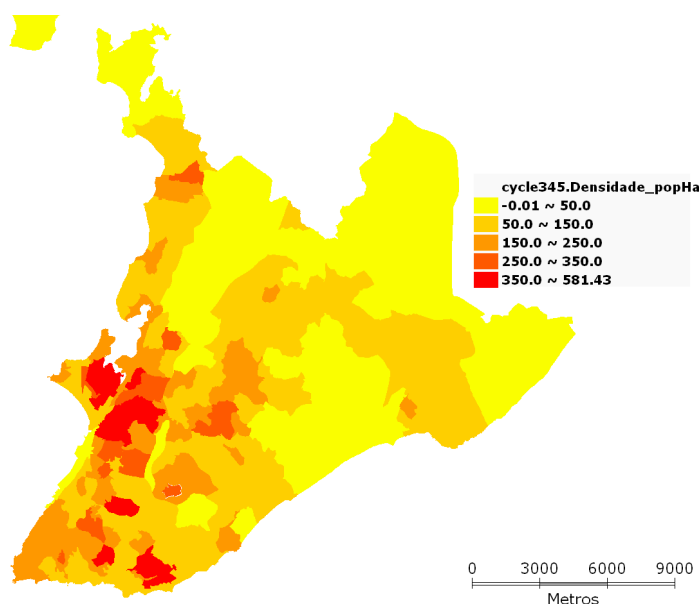 cycle345.Densidade_popHa
-0.01 ~ 50.0
50.0 ~ 150.0
150.0 ~ 250.0
250.0 ~ 350.0
350.0 ~ 581.43
0 3000 6000 9000
Metros